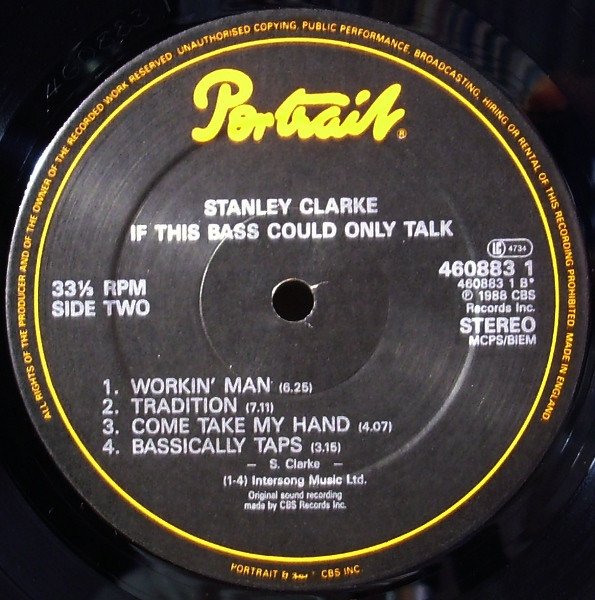 ALL RIGHTS OF THE PRODUCER AND OF THE OWNER OF THE RECORDED WORK RESERVED. UNAUTHORISED COPYING, PUBLIC PERFORMANCE, BROADCASTING, HIRING OR RENTAL OF THIS RECORDING PROHIBITED. MADE IN ENGLAND.
Portrait®
STANLEY CLARKE
IF THIS BASS COULD ONLY TALK
LC 4734
33⅓ RPM
SIDE TWO
460883 1
460883 1 B*
℗ 1988 CBS
Records Inc.
STEREO
MCPS/BIEM
1. WORKIN' MAN (6.25)
2. TRADITION (7.11)
3. COME TAKE MY HAND (4.07)
4. BASSICALLY TAPS (3.15)
– S. Clarke –
(1-4) Intersong Music Ltd.
Original sound recording
made by CBS Records Inc.
PORTRAIT & CBS INC.